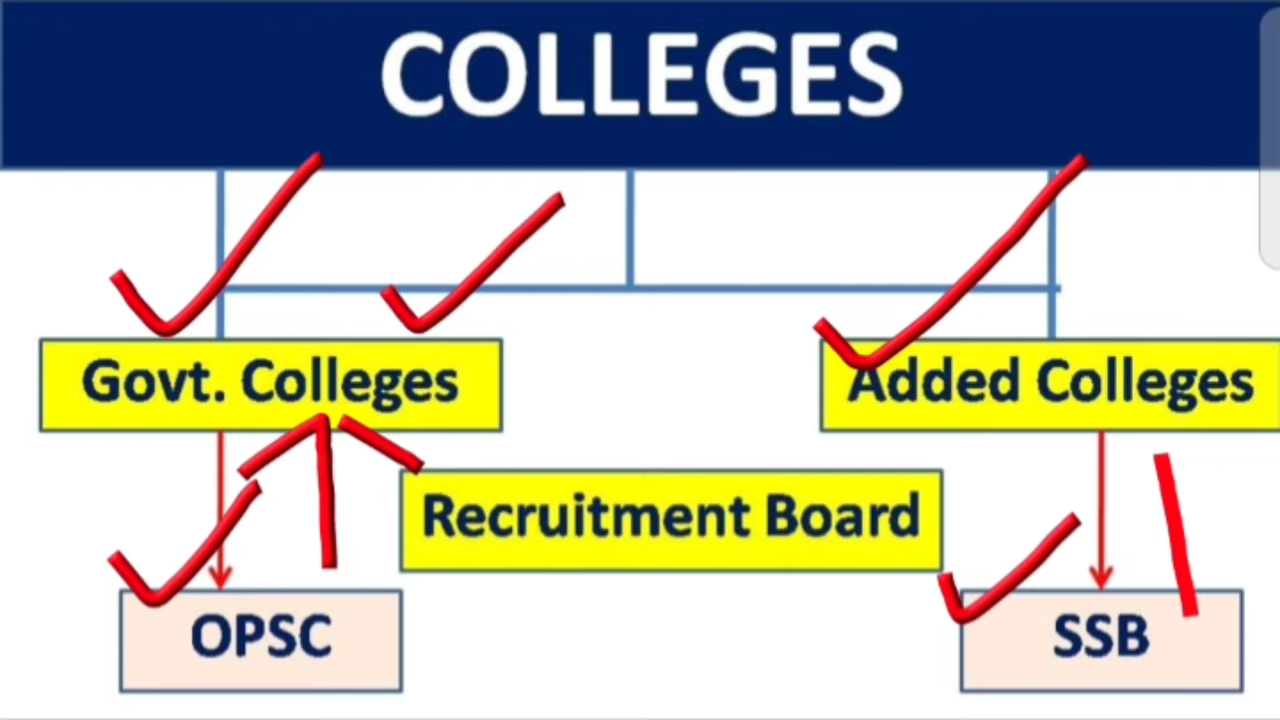 COLLEGES
Govt. Colleges
Added Colleges
Recruitment Board
OPSC
SSB